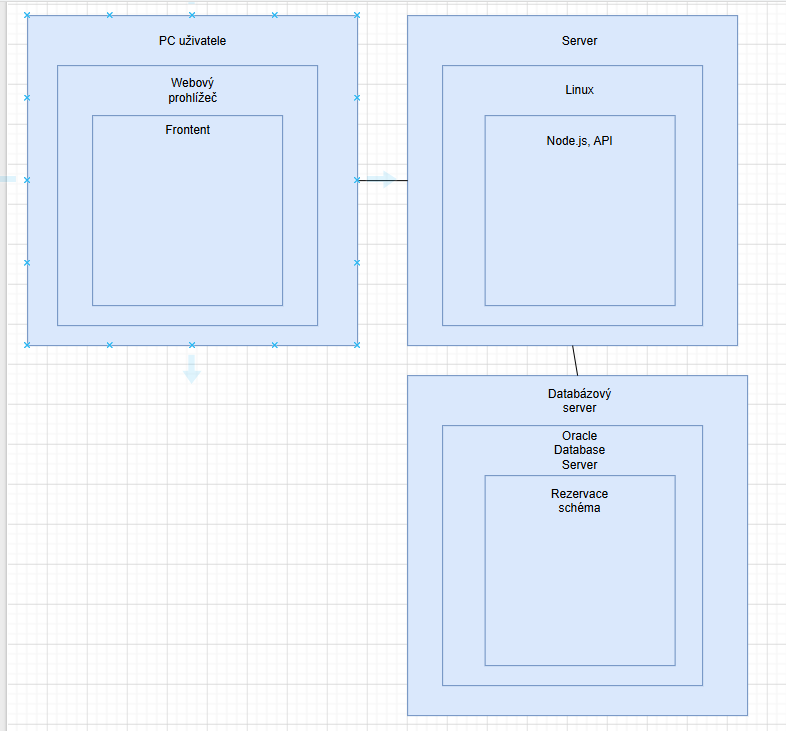 PC uživatele
Webový
prohlížeč
Frontent
Server
Linux
Node.js, API
Databázový
server
Oracle
Database
Server
Rezervace
schéma